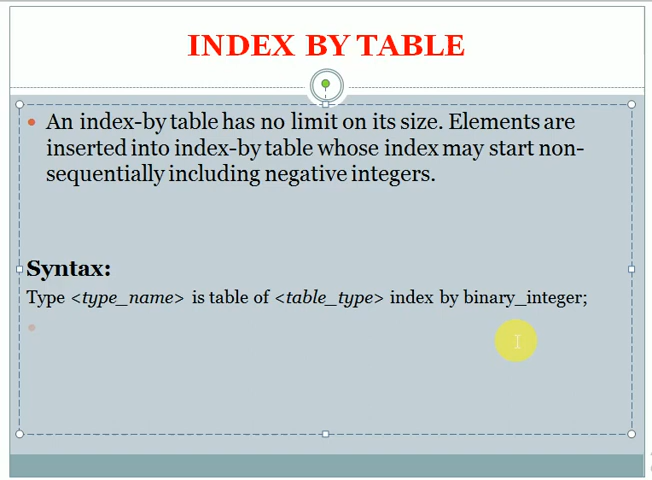 INDEX BY TABLE
An index-by table has no limit on its size. Elements are
inserted into index-by table whose index may start non-
sequentially including negative integers.
Syntax:
Type <type_name> is table of <table_type> index by binary_integer;